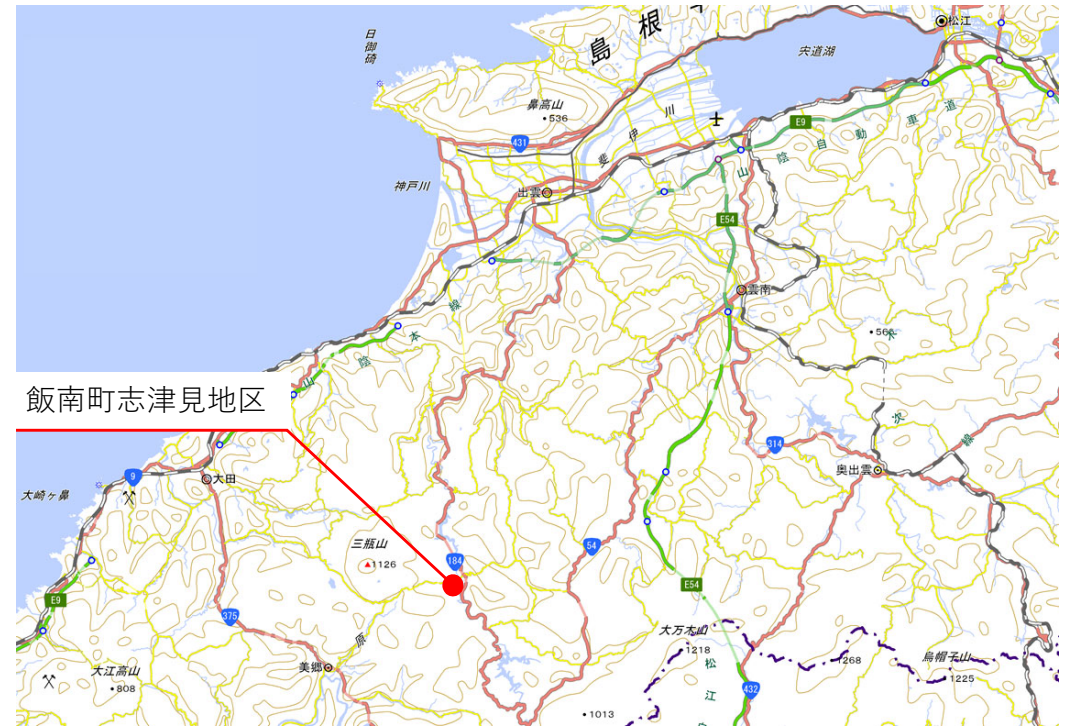 日御碕
島根
松江
宍道湖
鼻高山
536
斐伊川
431
E9
山陰自動車道
神戸川
出雲
E54
雲南
566
木次線
山陰本線
飯南町志津見地区
314
奥出雲
9
大田
大崎ヶ鼻
三瓶山
1126
184
54
E54
E9
375
原
大万木山
1218
268
烏帽子山
1225
大江高山
808
美郷
松江
432
1013